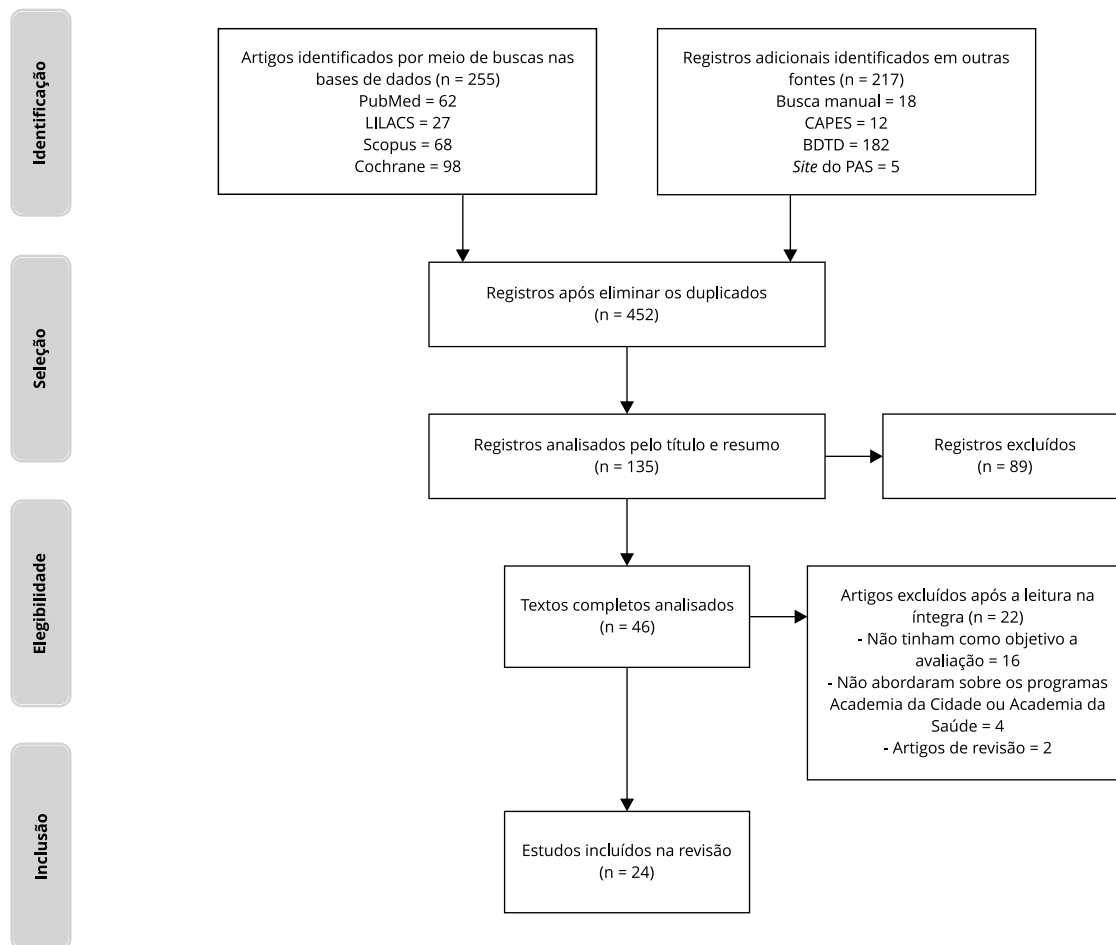 Identificação
Artigos identificados por meio de buscas nas
bases de dados (n = 255)
PubMed = 62
LILACS = 27
Scopus = 68
Cochrane = 98
Registros adicionais identificados em outras
fontes (n = 217)
Busca manual = 18
CAPES = 12
BDTD = 182
Site do PAS = 5
Seleção
Registros após eliminar os duplicados
(n = 452)
Registros analisados pelo título e resumo
(n = 135)
Registros excluídos
(n = 89)
Elegibilidade
Textos completos analisados
(n = 46)
Artigos excluídos após a leitura na
íntegra (n = 22)
- Não tinham como objetivo a
avaliação = 16
- Não abordaram sobre os programas
Academia da Cidade ou Academia da
Saúde = 4
- Artigos de revisão = 2
Inclusão
Estudos incluídos na revisão
(n = 24)